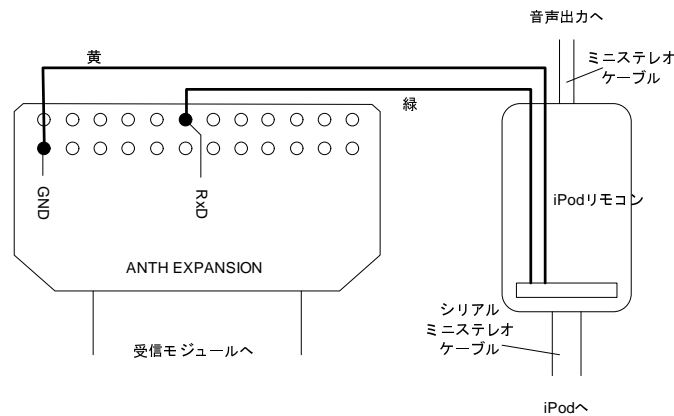 音声出力へ
黄
ミニステレオ
ケーブル
緑
GND
RxD
iPodリモコン
ANTH EXPANSION
シリアル
ミニステレオ
ケーブル
受信モジュールへ
iPodへ